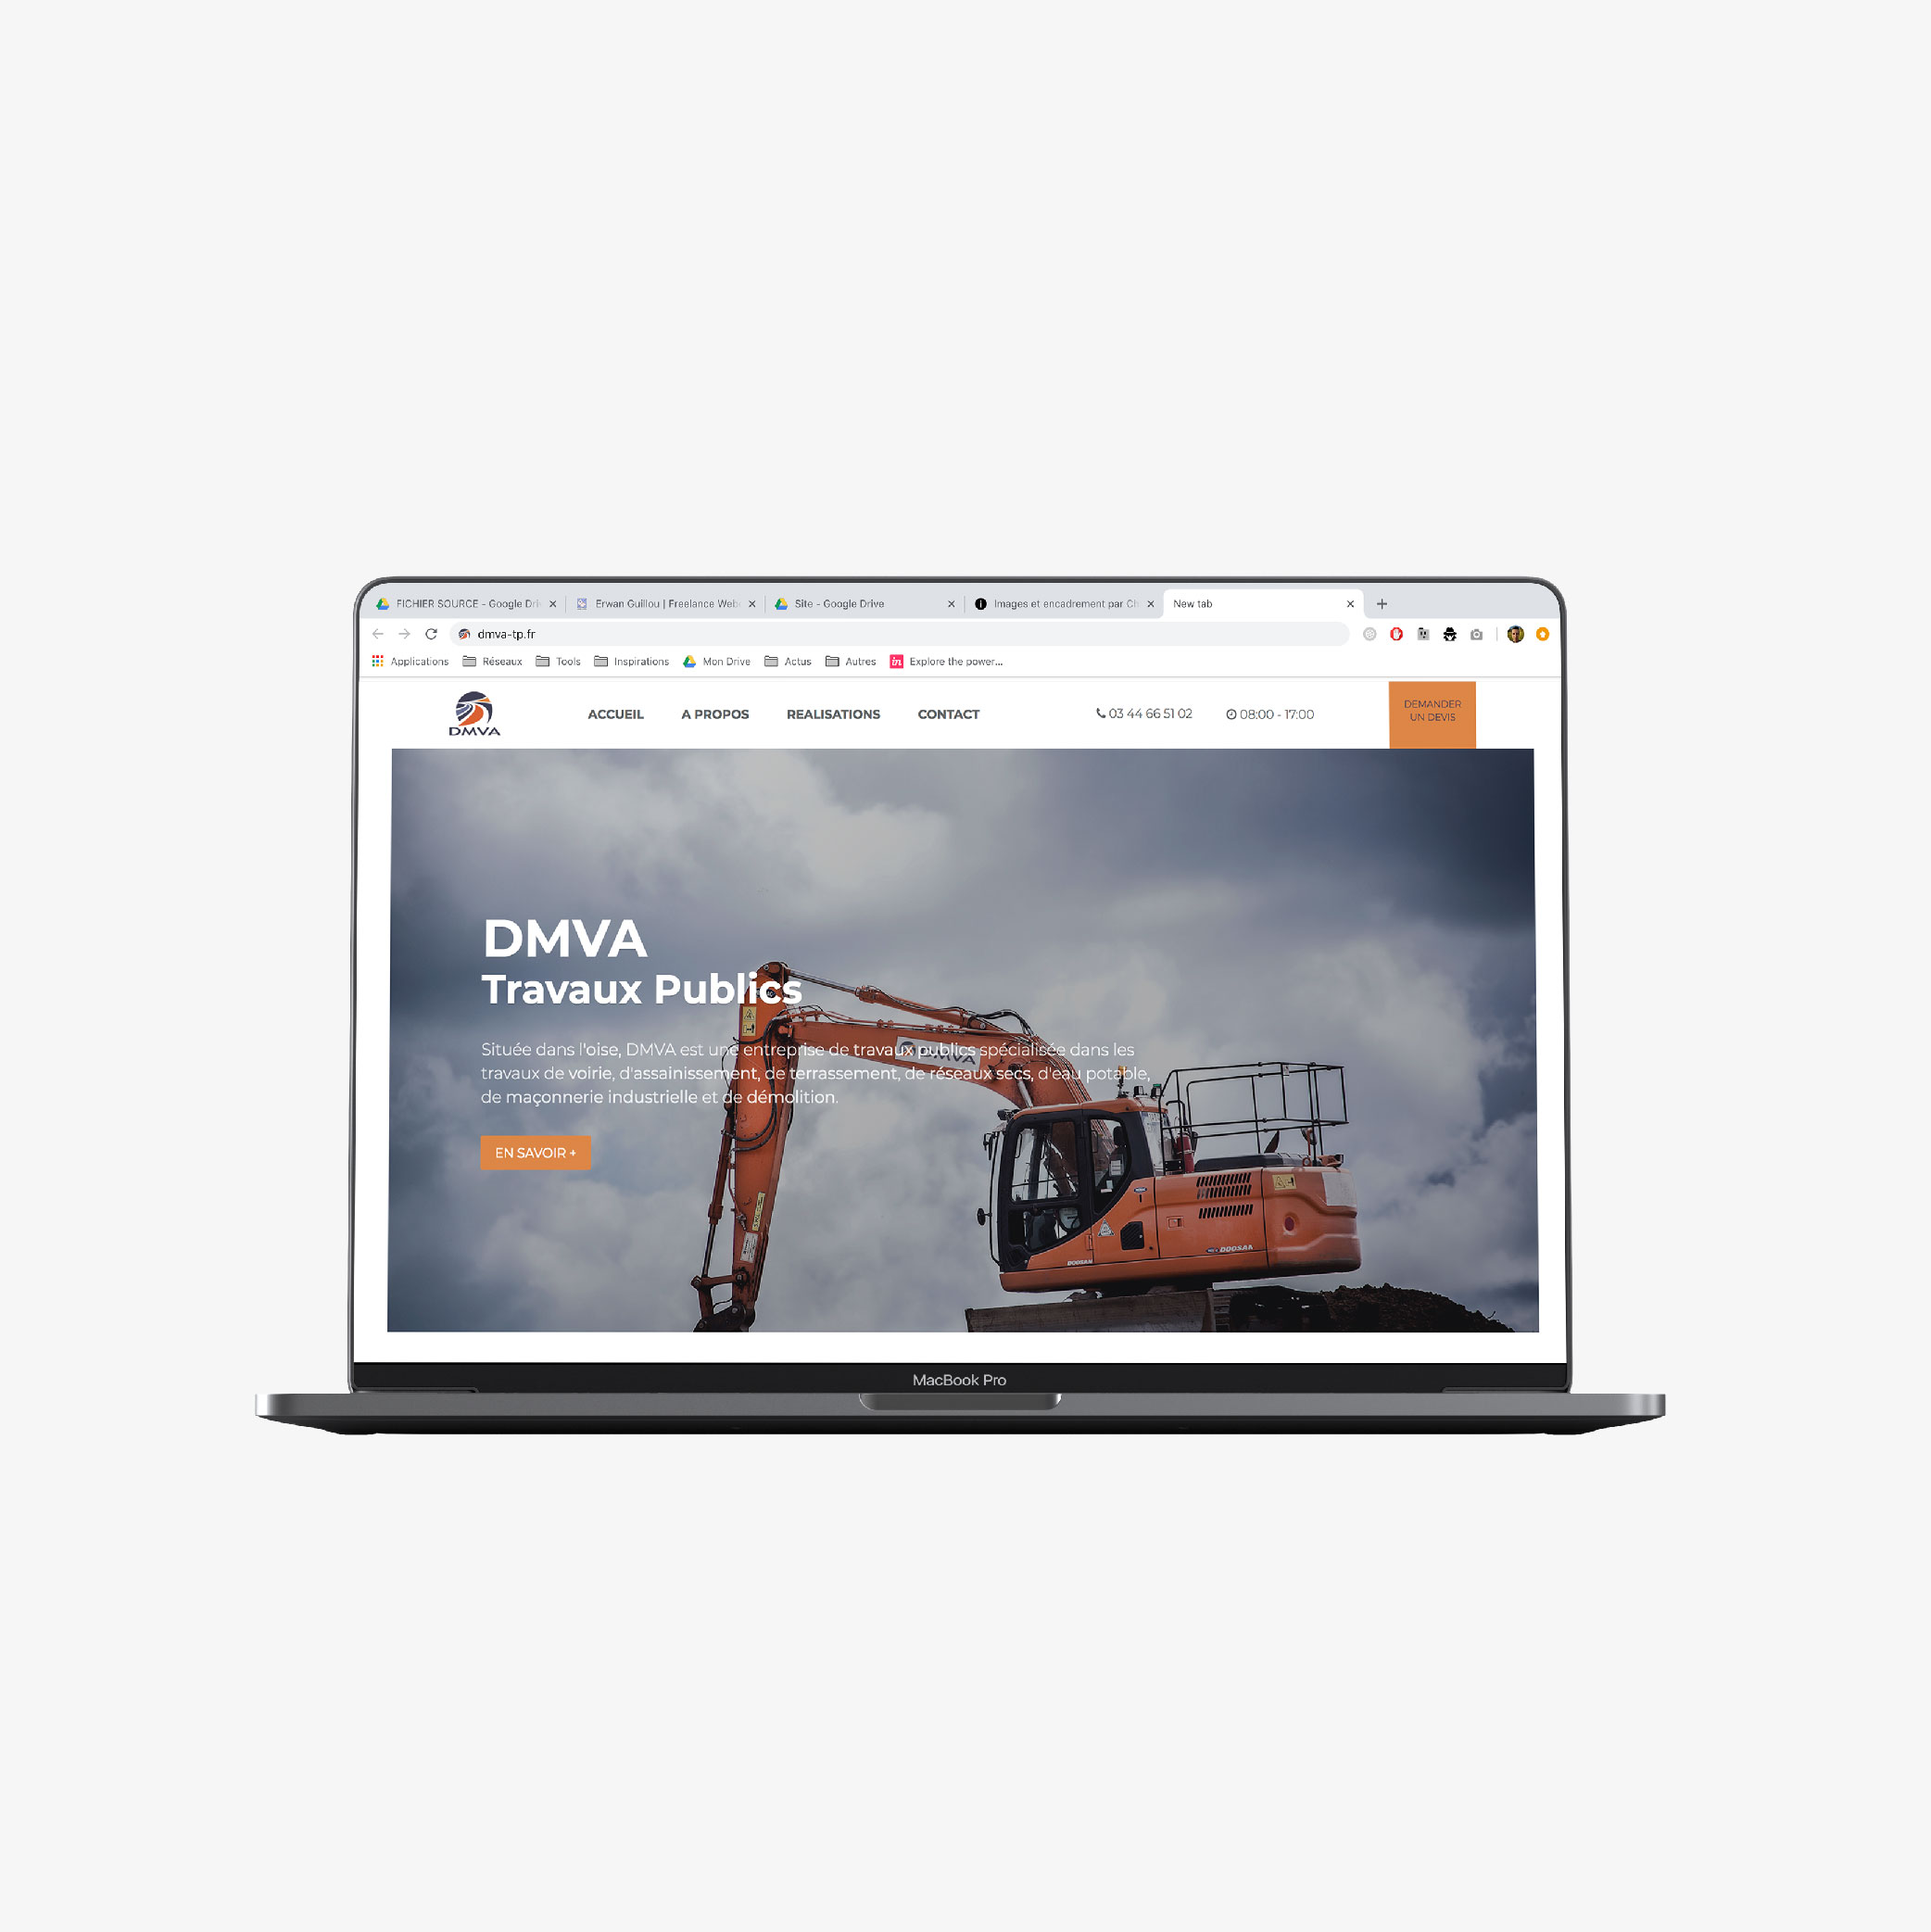 FICHIER SOURCE - Google Dri
Erwan Guillou | Freelance Web
Site - Google Drive
Images et encadrement par Ch
New tab
dmva-tp.fr
Applications
Réseaux
Tools
Inspirations
Mon Drive
Actus
Autres
in
Explore the power...
DMVA
ACCUEIL
A PROPOS
REALISATIONS
CONTACT
03 44 66 51 02
08:00 - 17:00
DEMANDER
UN DEVIS
DMVA
Travaux Publics
Située dans l'oise, DMVA est une entreprise de travaux publics spécialisée dans les
travaux de voirie, d'assainissement, de terrassement, de réseaux secs, d'eau potable,
de maçonnerie industrielle et de démolition.
EN SAVOIR +
DMVA
DOOSAN
DOOSAN
MacBook Pro